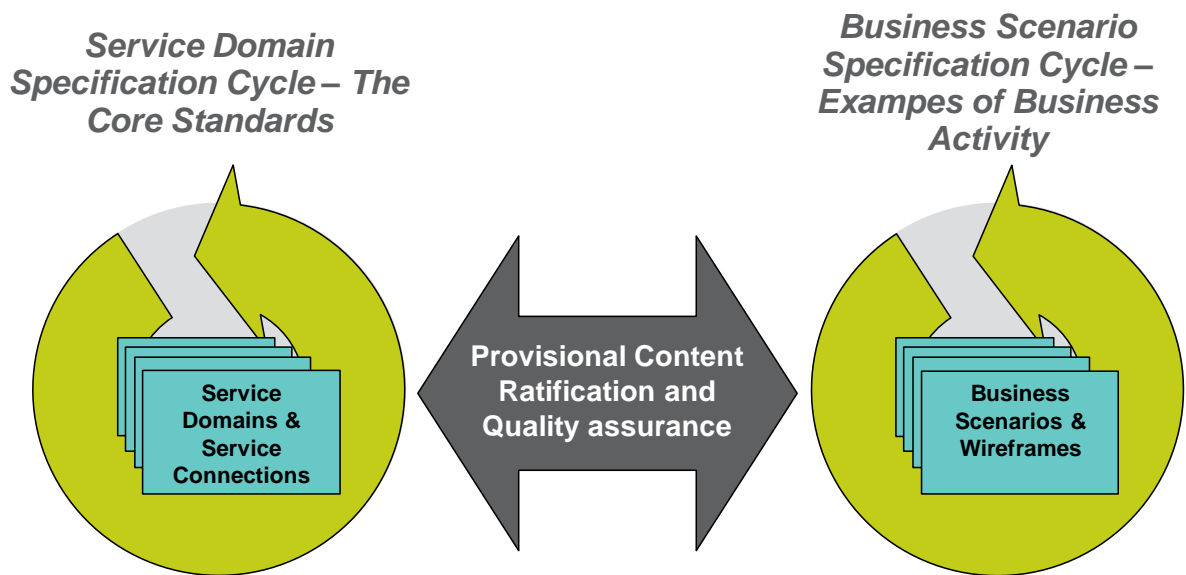 Service Domain
Specification Cycle – The
Core Standards
Business Scenario
Specification Cycle –
Exampes of Business
Activity
Service
Domains &
Service
Connections
Provisional Content
Ratification and
Quality assurance
Business
Scenarios &
Wireframes